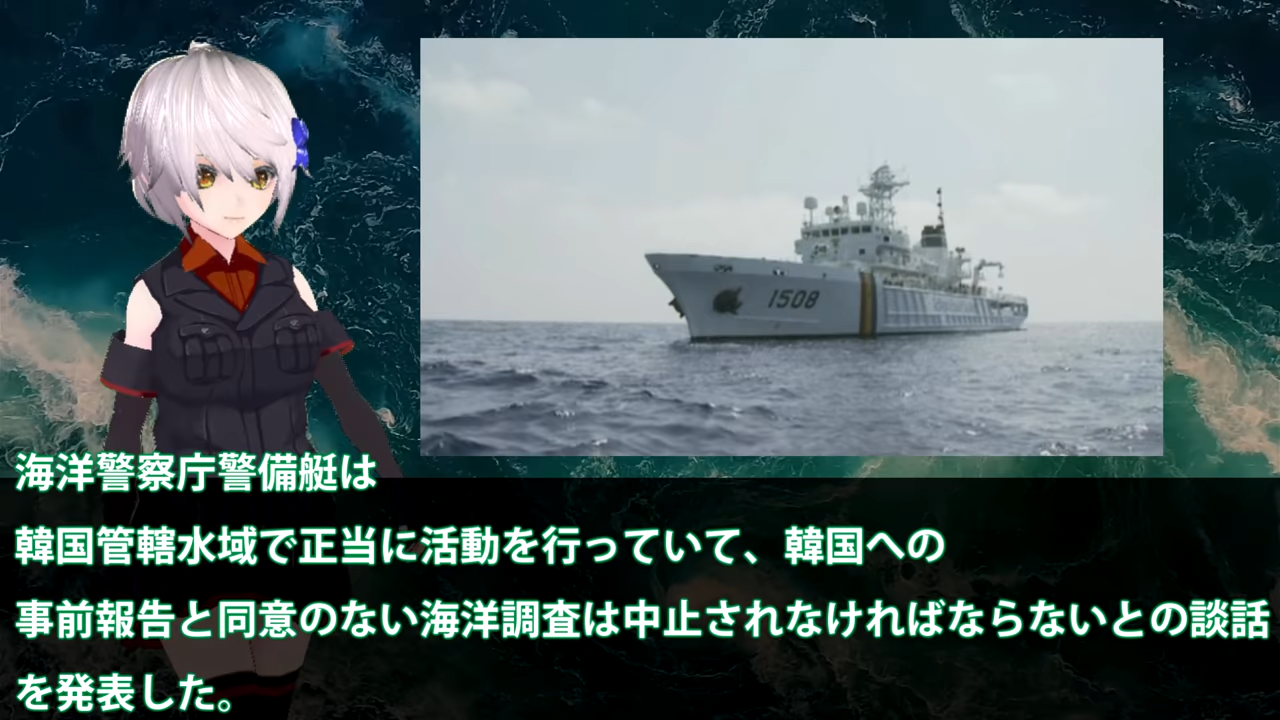 1508
海洋警察庁警備艇は
韓国管轄水域で正当に活動を行っていて、韓国への
事前報告と同意のない海洋調査は中止されなければならないとの談話
を発表した。